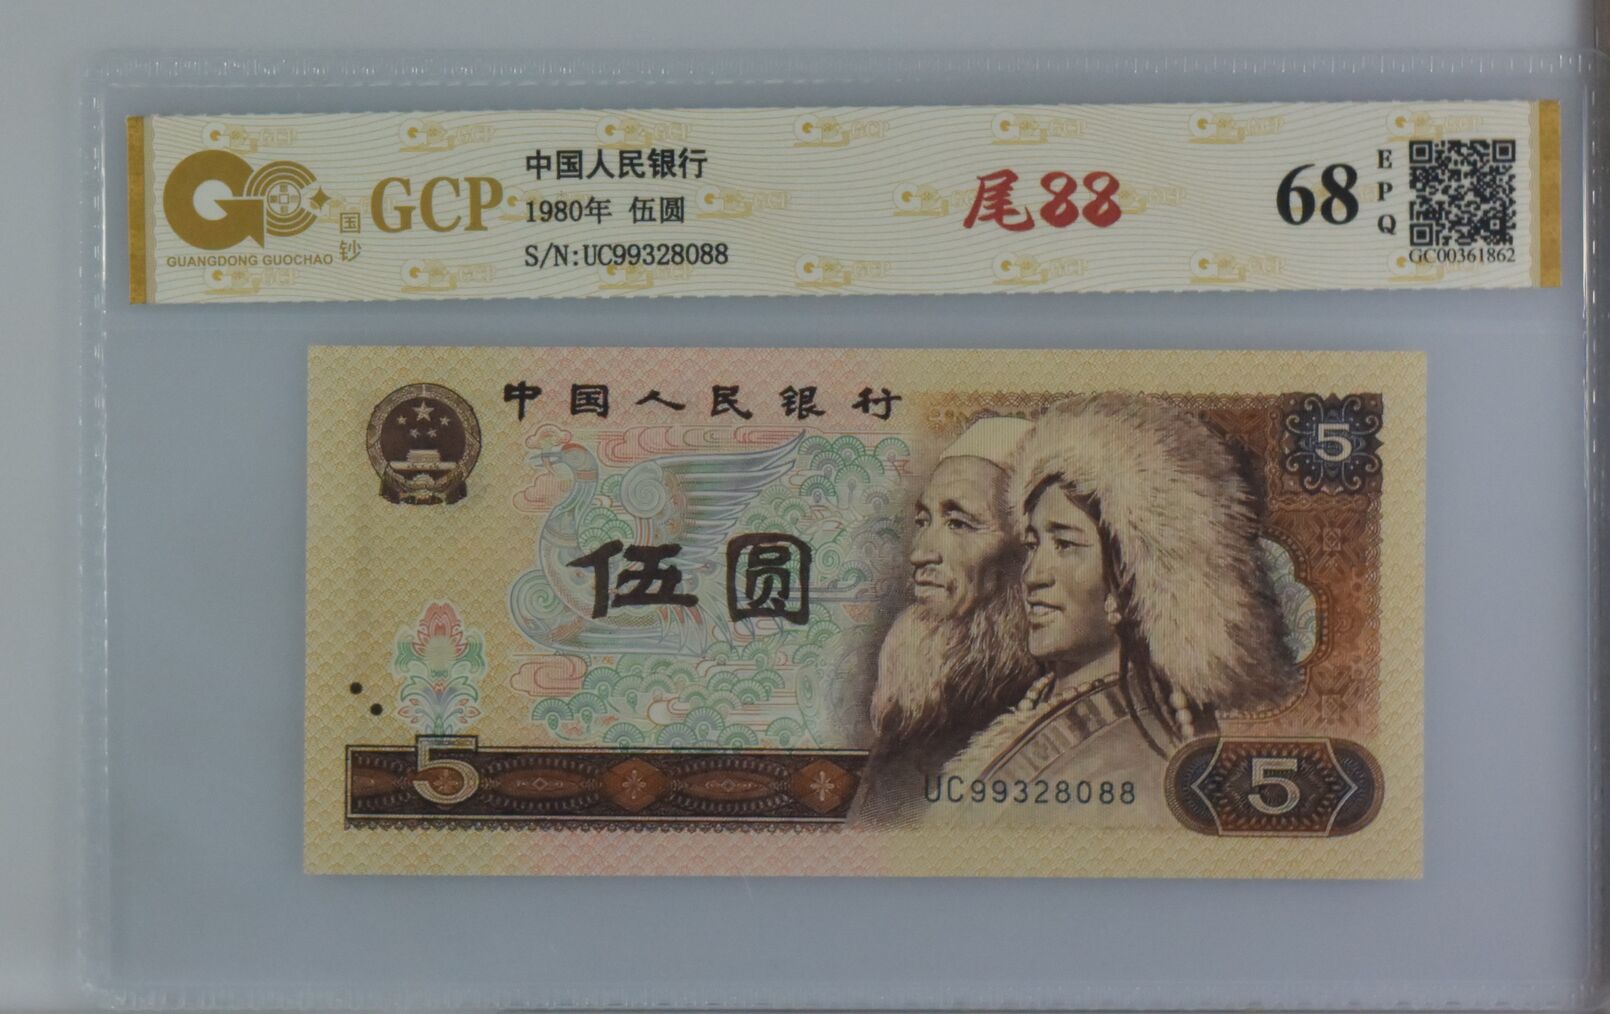 GUANGDONG GUOCHAO
国钞
GCP
中国人民银行
1980年 伍圆
S/N:UC99328088
尾88
68
EPQ
GC00361862
中国人民银行
5
伍圆
5
UC99328088
5